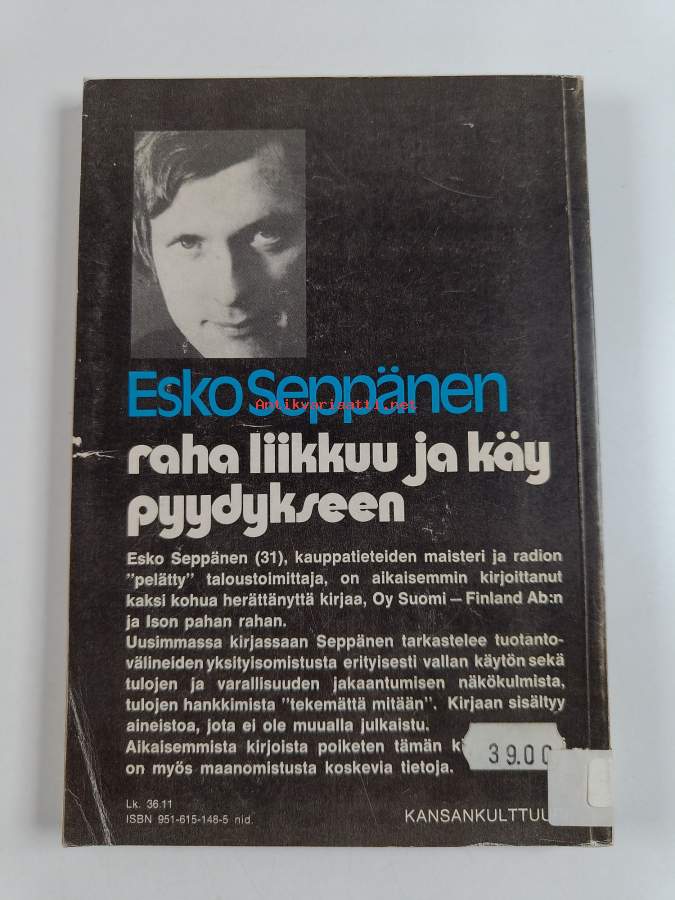 Esko Seppänen
Antikvariaatti.net
raha liikkuu ja käy
pyydykseen
Esko Seppänen (31), kauppatieteiden maisteri ja radion
”pelätty” taloustoimittaja, on aikaisemmin kirjoittanut
kaksi kohua herättänyttä kirjaa, Oy Suomi — Finland Ab:n
ja Ison pahan rahan.
Uusimmassa kirjassaan Seppänen tarkastelee tuotanto-
välineiden yksityisomistusta erityisesti vallan käytön sekä
tulojen ja varallisuuden jakaantumisen näkökulmista,
tulojen hankkimista ”tekemättä mitään”. Kirjaan sisältyy
aineistoa, jota ei ole muualla julkaistu.
Aikaisemmista kirjoista poiketen tämän
39.00
on myös maanomistusta koskevia tietoja.
Lk. 36.11
ISBN 951-615-148-5 nid.
KANSANKULTTUU